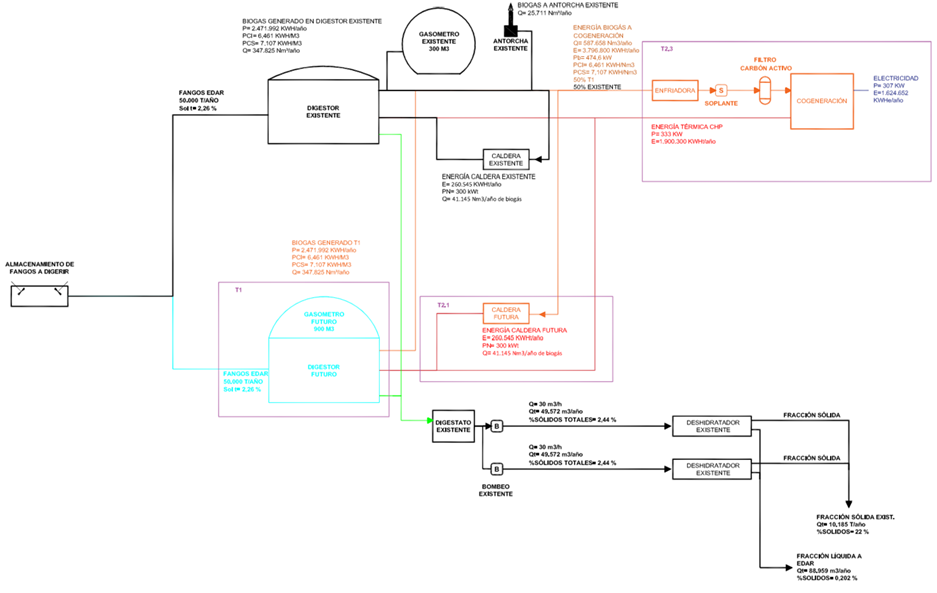 BIOGAS GENERADO EN DIGESTOR EXISTENTE
P= 2.471.992 KWH/año
PCI= 6,461 KWH/M3
PCS= 7,107 KWH/M3
Q= 347.825 Nm³/año
GASOMETRO
EXISTENTE
300 M3
BIOGAS A ANTORCHA EXISTENTE
Q= 25,711 Nm³/año
ANTORCHA
EXISTENTE
ENERGÍA BIOGÁS A
COGENERACIÓN
Q= 587.658 Nm3/año
E= 3.796.800 KWHt/año
Pb= 474,6 kW
PCI= 6,461 KWH/Nm3
PCS= 7,107 KWH/Nm3
50% T1
50% EXISTENTE
T2,3
FILTRO
CARBÓN ACTIVO
ENFRIADORA
S
SOPLANTE
COGENERACIÓN
ELECTRICIDAD
P= 307 KW
E=1.624.652
KWHe/año
FANGOS EDAR
50.000 T/AÑO
Sol t= 2,26 %
DIGESTOR
EXISTENTE
CALDERA
EXISTENTE
ENERGÍA CALDERA EXISTENTE
E= 260.545 KWHt/año
PN= 300 kWt
Q= 41.145 Nm3/año de biogás
ENERGÍA TÉRMICA CHP
P= 333 KW
E=1.900.300 KWHt/año
BIOGAS GENERADO T1
P= 2.471.992 KWH/año
PCI= 6,461 KWH/M3
PCS= 7,107 KWH/M3
Q= 347.825 Nm³/año
ALMACENAMIENTO DE
FANGOS A DIGERIR
T1
GASOMETRO
FUTURO
900 M3
DIGESTOR
FUTURO
FANGOS EDAR
50.000 T/AÑO
Sol t= 2,26 %
T2,1
CALDERA
FUTURA
ENERGÍA CALDERA FUTURA
E= 260.545 KWHt/año
PN= 300 kWt
Q= 41.145 Nm3/año de biogás
DIGESTATO
EXISTENTE
B
Q= 30 m3/h
Qt= 49,572 m3/año
%SÓLIDOS TOTALES= 2,44 %
DESHIDRATADOR
EXISTENTE
FRACCIÓN SÓLIDA
B
Q= 30 m3/h
Qt= 49,572 m3/año
%SÓLIDOS TOTALES= 2,44 %
DESHIDRATADOR
EXISTENTE
FRACCIÓN SÓLIDA
BOMBEO
EXISTENTE
FRACCIÓN SÓLIDA EXIST.
Qt= 10,185 T/año
%SOLIDOS= 22 %
FRACCIÓN LÍQUIDA A
EDAR
Qt= 88,959 m3/año
%SOLIDOS= 0,202 %